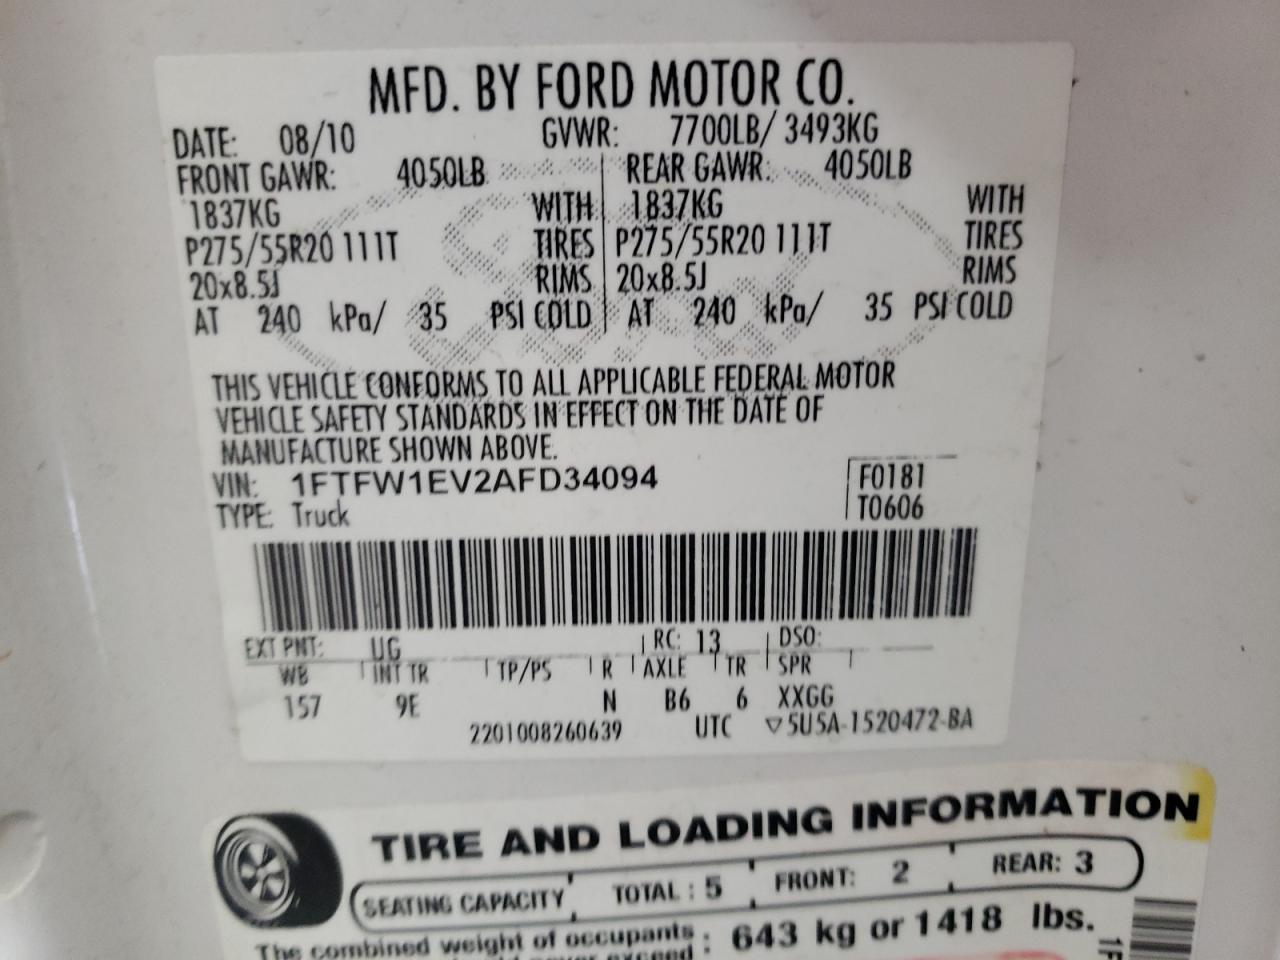 MFD. BY FORD MOTOR CO.
DATE: 08/10 GVWR: 7700LB/ 3493KG
FRONT GAWR: 4050LB REAR GAWR: 4050LB
1837KG WITH 1837KG WITH
P275/55R20 111T TIRES P275/55R20 111T TIRES
20x8.5J RIMS 20x8.5J RIMS
AT 240 kPa/ 35 PSI COLD AT 240 kPa/ 35 PSI COLD
THIS VEHICLE CONFORMS TO ALL APPLICABLE FEDERAL MOTOR
VEHICLE SAFETY STANDARDS IN EFFECT ON THE DATE OF
MANUFACTURE SHOWN ABOVE.
VIN: 1FTFW1EV2AFD34094 F0181
TYPE: Truck T0606
EXT PNT: UG RC: 13 DSO:
WB INT TR TP/PS R AXLE TR SPR
157 9E N B6 6 XXGG
2201008260639 UTC ▽5U5A-1520472-BA
TIRE AND LOADING INFORMATION
SEATING CAPACITY TOTAL : 5 FRONT: 2 REAR: 3
The combined weight of occupants : 643 kg or 1418 lbs.
exceed
1F